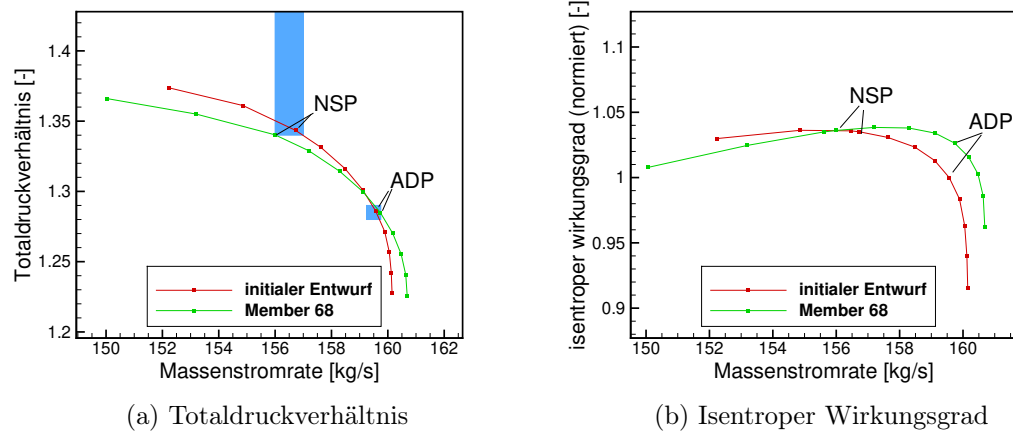 Totaldruckverhältnis [-]
1.4
1.35
1.3
1.25
1.2
NSP
ADP
initialer Entwurf
Member 68
150 152 154 156 158 160 162
Massenstromrate [kg/s]
(a) Totaldruckverhältnis
isentroper wirkungsgrad (normiert) [-]
1.1
1.05
1
0.95
0.9
NSP
ADP
initialer Entwurf
Member 68
150 152 154 156 158 160
Massenstromrate [kg/s]
(b) Isentroper Wirkungsgrad